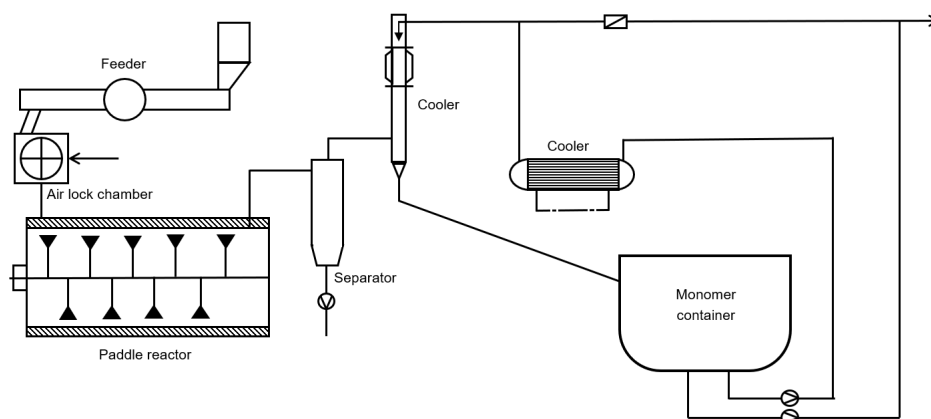 Feeder
Cooler
Cooler
Air lock chamber
Separator
Monomer
container
Paddle reactor